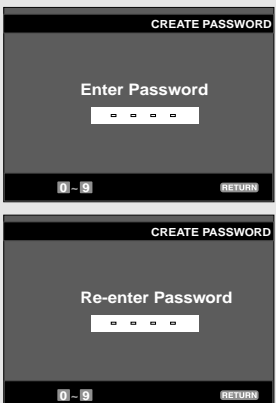 CREATE PASSWORD
Enter Password
- - - -
0 ~ 9 RETURN
CREATE PASSWORD
Re-enter Password
- - - -
0 ~ 9 RETURN